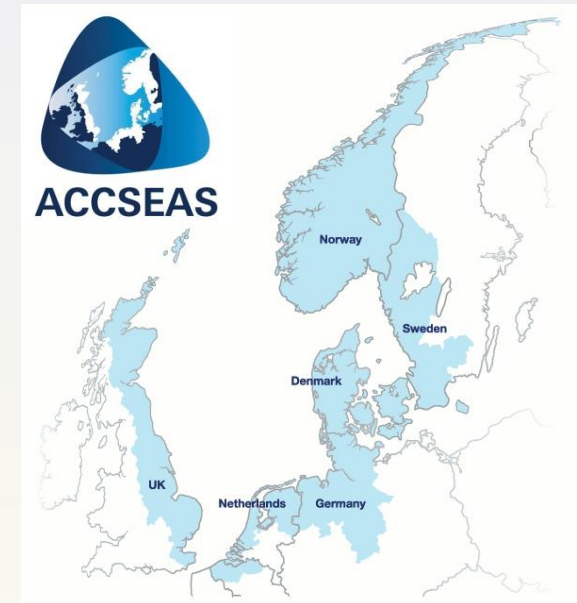 ACCSEAS
Norway
Sweden
Denmark
UK
Netherlands
Germany